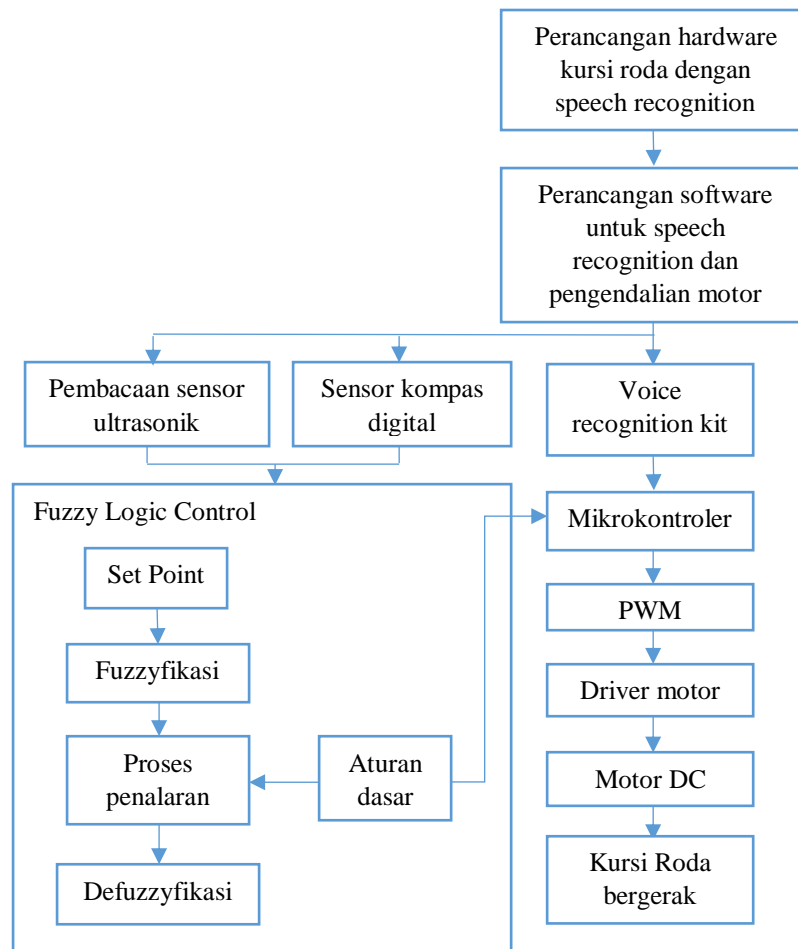 Perancangan hardware
kursi roda dengan
speech recognition
Perancangan software
untuk speech
recognition dan
pengendalian motor
Pembacaan sensor
ultrasonik
Sensor kompas
digital
Voice
recognition kit
Fuzzy Logic Control
Set Point
Fuzzyfikasi
Proses
penalaran
Aturan
dasar
Defuzzyfikasi
Mikrokontroler
PWM
Driver motor
Motor DC
Kursi Roda
bergerak